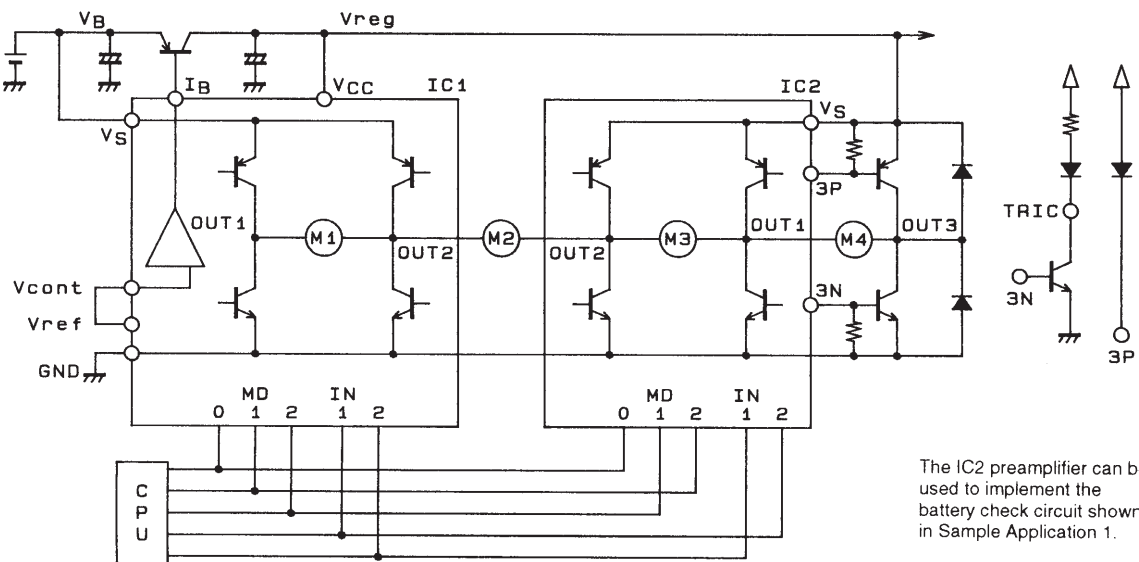 VB
Vreg
IB
VCC
IC1
IC2
VS
VS
3P
OUT1
M1
OUT2
M2
OUT2
M3
OUT1
M4
OUT3
TRIC
Vcont
3N
3N
Vref
3P
GND
MD
IN
MD
IN
0 1 2 1 2
0 1 2 1 2
C
P
U
The IC2 preamplifier can b
used to implement the
battery check circuit shown
in Sample Application 1.